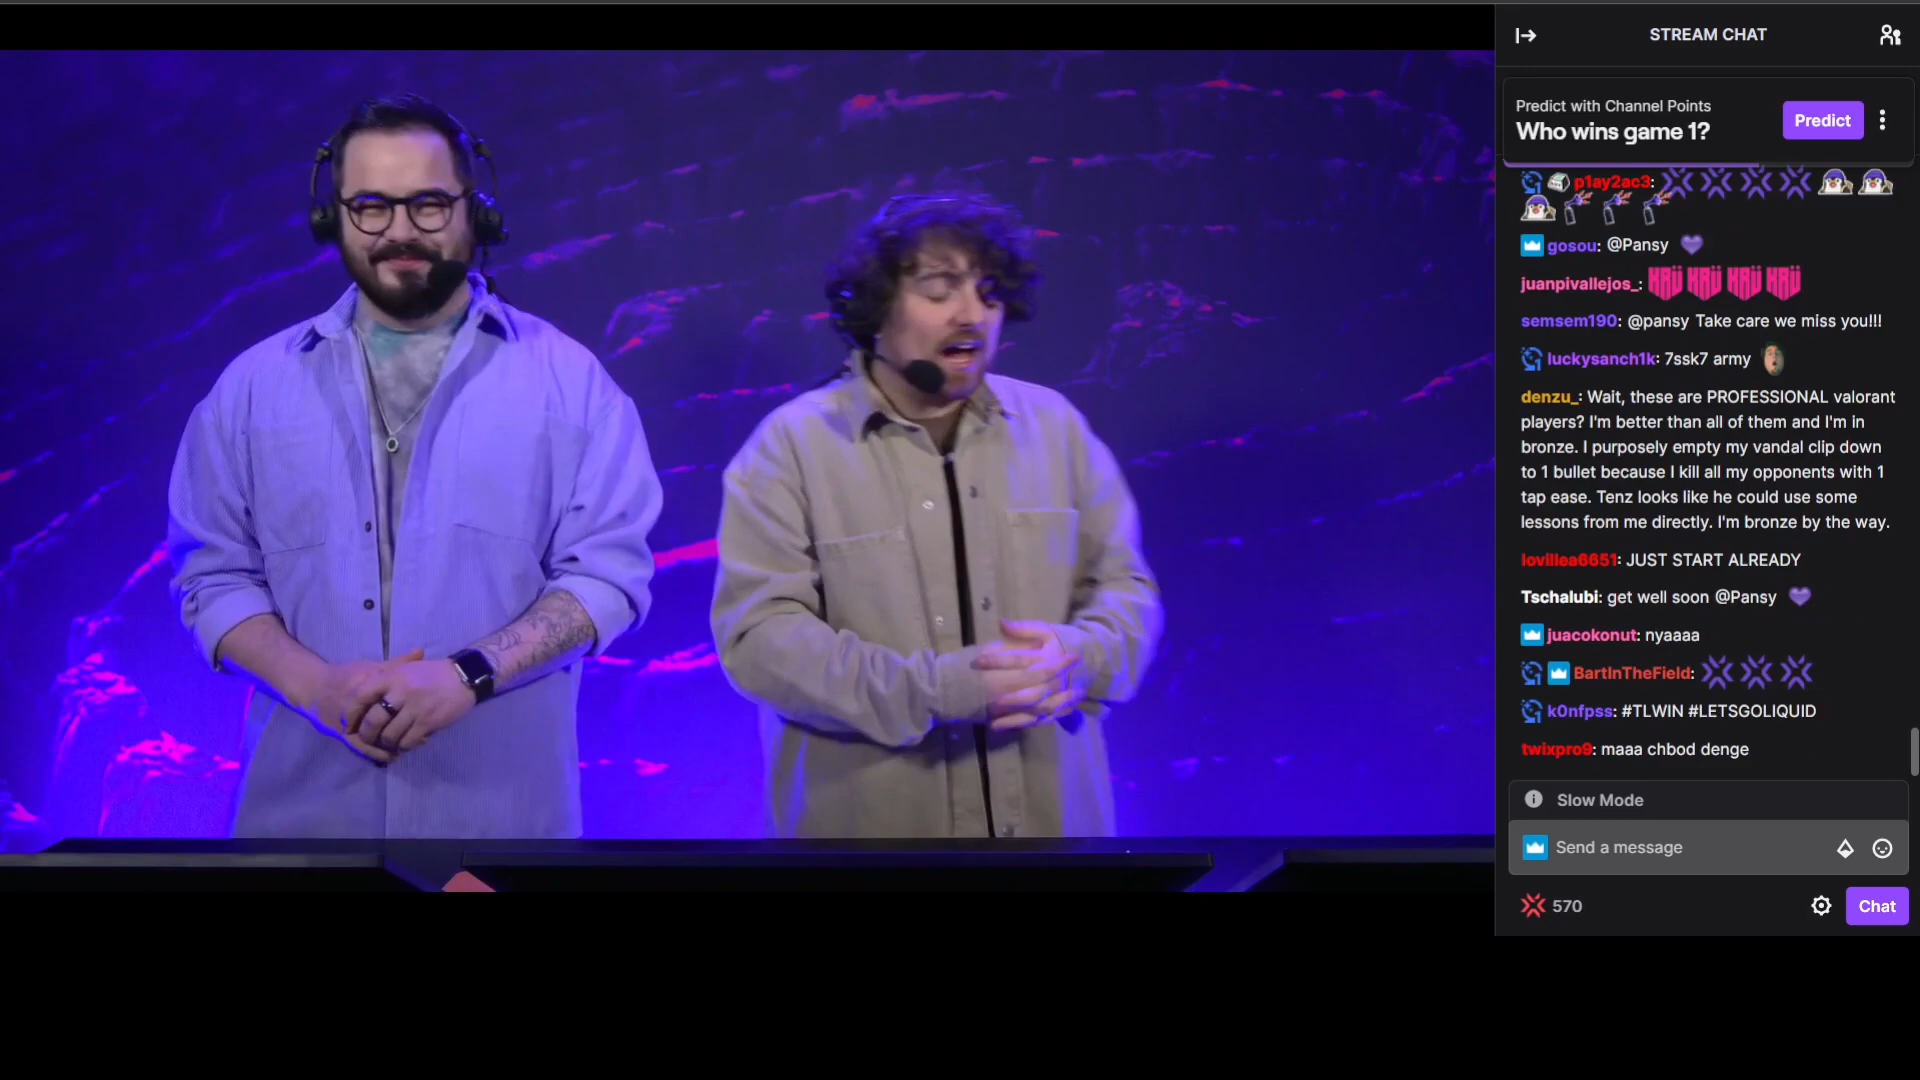 STREAM CHAT
Predict with Channel Points
Who wins game 1?
Predict
p1ay2ac3:
gosou: @Pansy
juanpivallejos_: KRÜ KRÜ KRÜ KRÜ
semsem190: @pansy Take care we miss you!!!
luckysanch1k: 7ssk7 army
denzu_: Wait, these are PROFESSIONAL valorant
players? I'm better than all of them and I'm in
bronze. I purposely empty my vandal clip down
to 1 bullet because I kill all my opponents with 1
tap ease. Tenz looks like he could use some
lessons from me directly. I'm bronze by the way.
lovillea6651: JUST START ALREADY
Tschalubi: get well soon @Pansy
juacokonut: nyaaaa
BartInTheField:
k0nfpss: #TLWIN #LETSGOLIQUID
twixpro9: maaa chbod denge
Slow Mode
Send a message
570
Chat